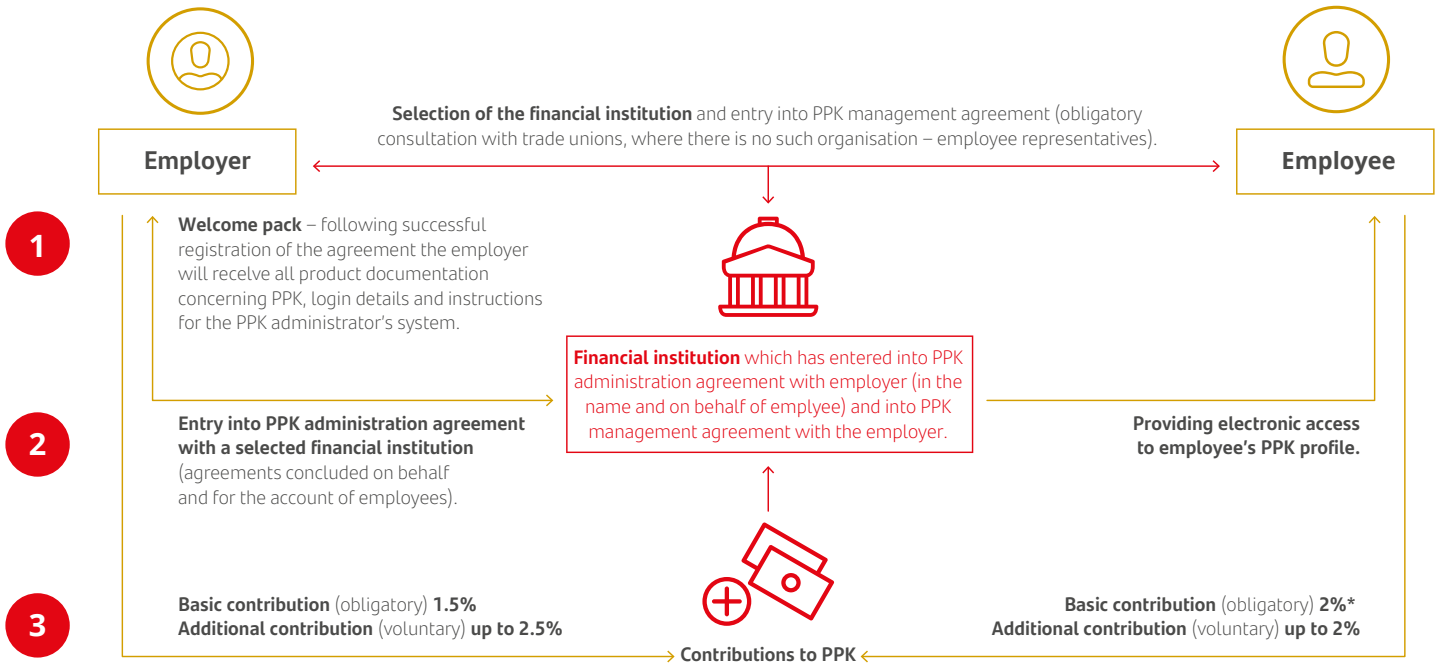 Selection of the financial institution and entry into PPK management agreement (obligatory
consultation with trade unions, where there is no such organisation – employee representatives).
Employer
Employee
1
Welcome pack – following successful
registration of the agreement the employer
will receive all product documentation
concerning PPK, login details and instructions
for the PPK administrator's system.
Financial institution which has entered into PPK
administration agreement with employer (in the
name and on behalf of emplyee) and into PPK
management agreement with the employer.
2
Entry into PPK administration agreement
with a selected financial institution
(agreements concluded on behalf
and for the account of employees).
Providing electronic access
to employee's PPK profile.
3
Basic contribution (obligatory) 1.5%
Additional contribution (voluntary) up to 2.5%
Basic contribution (obligatory) 2%*
Additional contribution (voluntary) up to 2%
Contributions to PPK